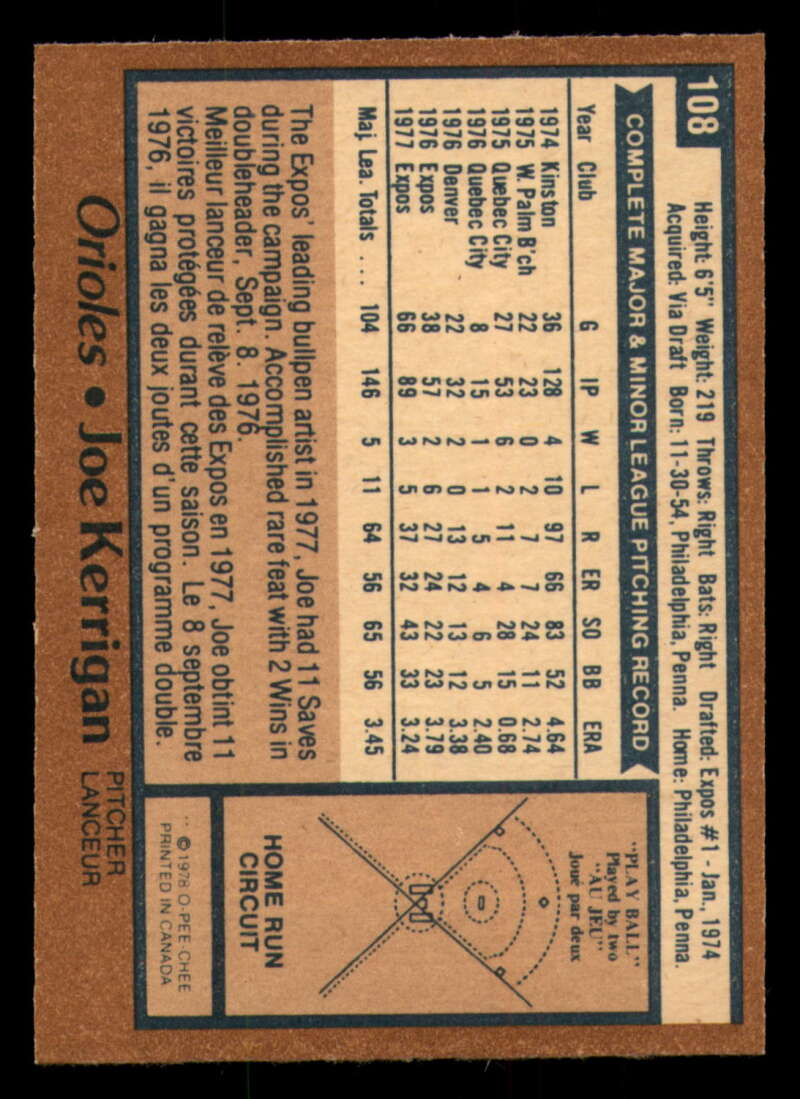 108
Height: 6'5" Weight: 219 Throws: Right Bats: Right Drafted: Expos #1 - Jan., 1974
Acquired: Via Draft Born: 11-30-54, Philadelphia, Penna. Home: Philadelphia, Penna.
COMPLETE MAJOR & MINOR LEAGUE PITCHING RECORD
Year Club G IP W L R ER SO BB ERA
1974 Kinston 36 128 4 10 97 66 83 52 4.64
1975 W. Palm B'ch 22 23 0 2 7 7 24 11 2.74
1975 Quebec City 27 53 6 2 11 4 28 15 0.68
1976 Quebec City 8 15 1 1 5 4 6 5 2.40
1976 Denver 22 32 2 0 13 12 13 12 3.38
1976 Expos 38 57 2 6 27 24 22 23 3.79
1977 Expos 66 89 3 5 37 32 43 33 3.24
Maj. Lea. Totals .... 104 146 5 11 64 56 65 56 3.45
The Expos' leading bullpen artist in 1977, Joe had 11 Saves
during the campaign. Accomplished rare feat with 2 Wins in
doubleheader, Sept. 8. 1976.
Meilleur lanceur de relève des Expos en 1977, Joe obtint 11
victoires protégées durant cette saison. Le 8 septembre
1976, il gagna les deux joutes d'un programme double.
"PLAY BALL"
Played by two
"AU JEU"
Joué par deux
HOME RUN
CIRCUIT
** © 1978 O-PEE-CHEE
PRINTED IN CANADA
Orioles • Joe Kerrigan PITCHER
LANCEUR